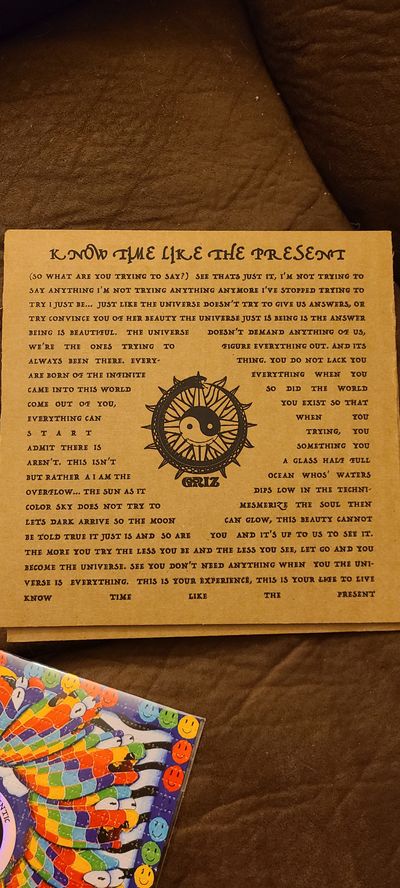 KNOW TIME LIKE THE PRESENT
(SO WHAT ARE YOU TRYING TO SAY?) SEE THATS JUST IT, I'M NOT TRYING TO
SAY ANYTHING I'M NOT TRYING ANYTHING ANYMORE I'VE STOPPED TRYING TO
TRY I JUST BE... JUST LIKE THE UNIVERSE DOESN'T TRY TO GIVE US ANSWERS, OR
TRY CONVINCE YOU OF HER BEAUTY THE UNIVERSE JUST IS BEING IS THE ANSWER
BEING IS BEAUTIFUL. THE UNIVERSE DOESN'T DEMAND ANYTHING OF US,
WE'RE THE ONES TRYING TO FIGURE EVERYTHING OUT. AND ITS
ALWAYS BEEN THERE. EVERY- THING. YOU DO NOT LACK YOU
ARE BORN OF THE INFINITE EVERYTHING WHEN YOU
CAME INTO THIS WORLD SO DID THE WORLD
COME OUT OF YOU, YOU EXIST SO THAT
EVERYTHING CAN WHEN YOU
START TRYING, YOU
ADMIT THERE IS SOMETHING YOU
AREN'T. THIS ISN'T A GLASS HALF FULL
BUT RATHER A I AM THE OCEAN WHOS' WATERS
OVERFLOW... THE SUN AS IT DIPS LOW IN THE TECHNI-
COLOR SKY DOES NOT TRY TO MESMERIZE THE SOUL THEN
LETS DARK ARRIVE SO THE MOON CAN GLOW, THIS BEAUTY CANNOT
BE TOLD TRUE IT JUST IS AND SO ARE YOU AND IT'S UP TO US TO SEE IT.
THE MORE YOU TRY THE LESS YOU BE AND THE LESS YOU SEE, LET GO AND YOU
BECOME THE UNIVERSE. SEE YOU DON'T NEED ANYTHING WHEN YOU THE UNI-
VERSE IS EVERYTHING. THIS IS YOUR EXPERIENCE, THIS IS YOUR LIFE TO LIVE
KNOW TIME LIKE THE PRESENT
GRIZ